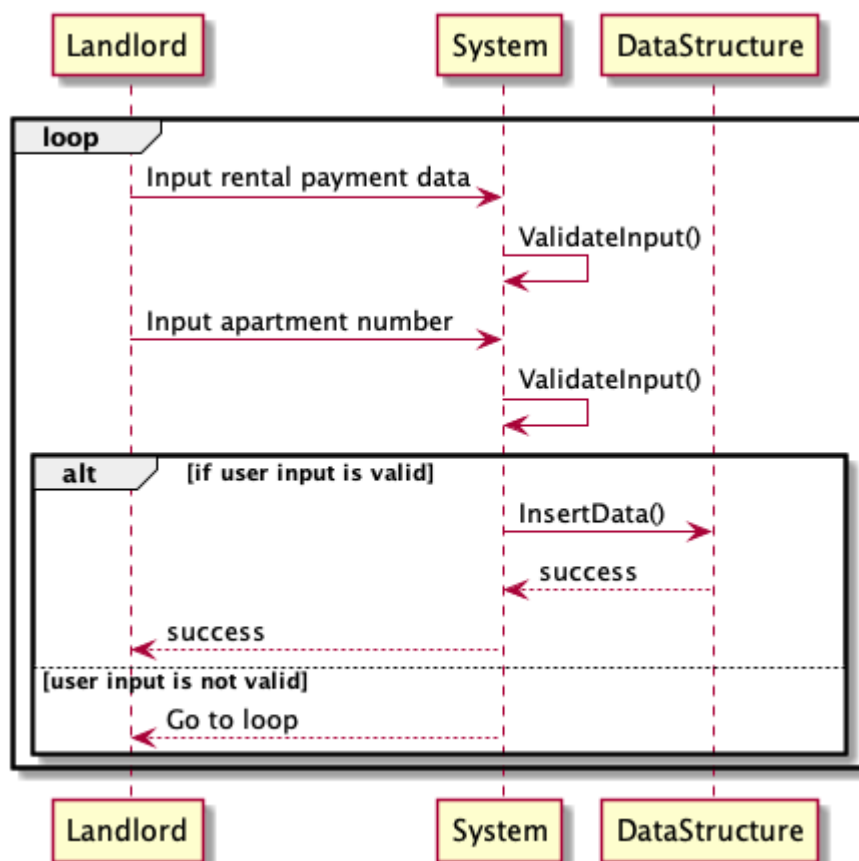 Landlord System DataStructure
loop
Input rental payment data
ValidateInput()
Input apartment number
ValidateInput()
alt [if user input is valid]
InsertData()
success
success
[user input is not valid]
Go to loop
Landlord System DataStructure